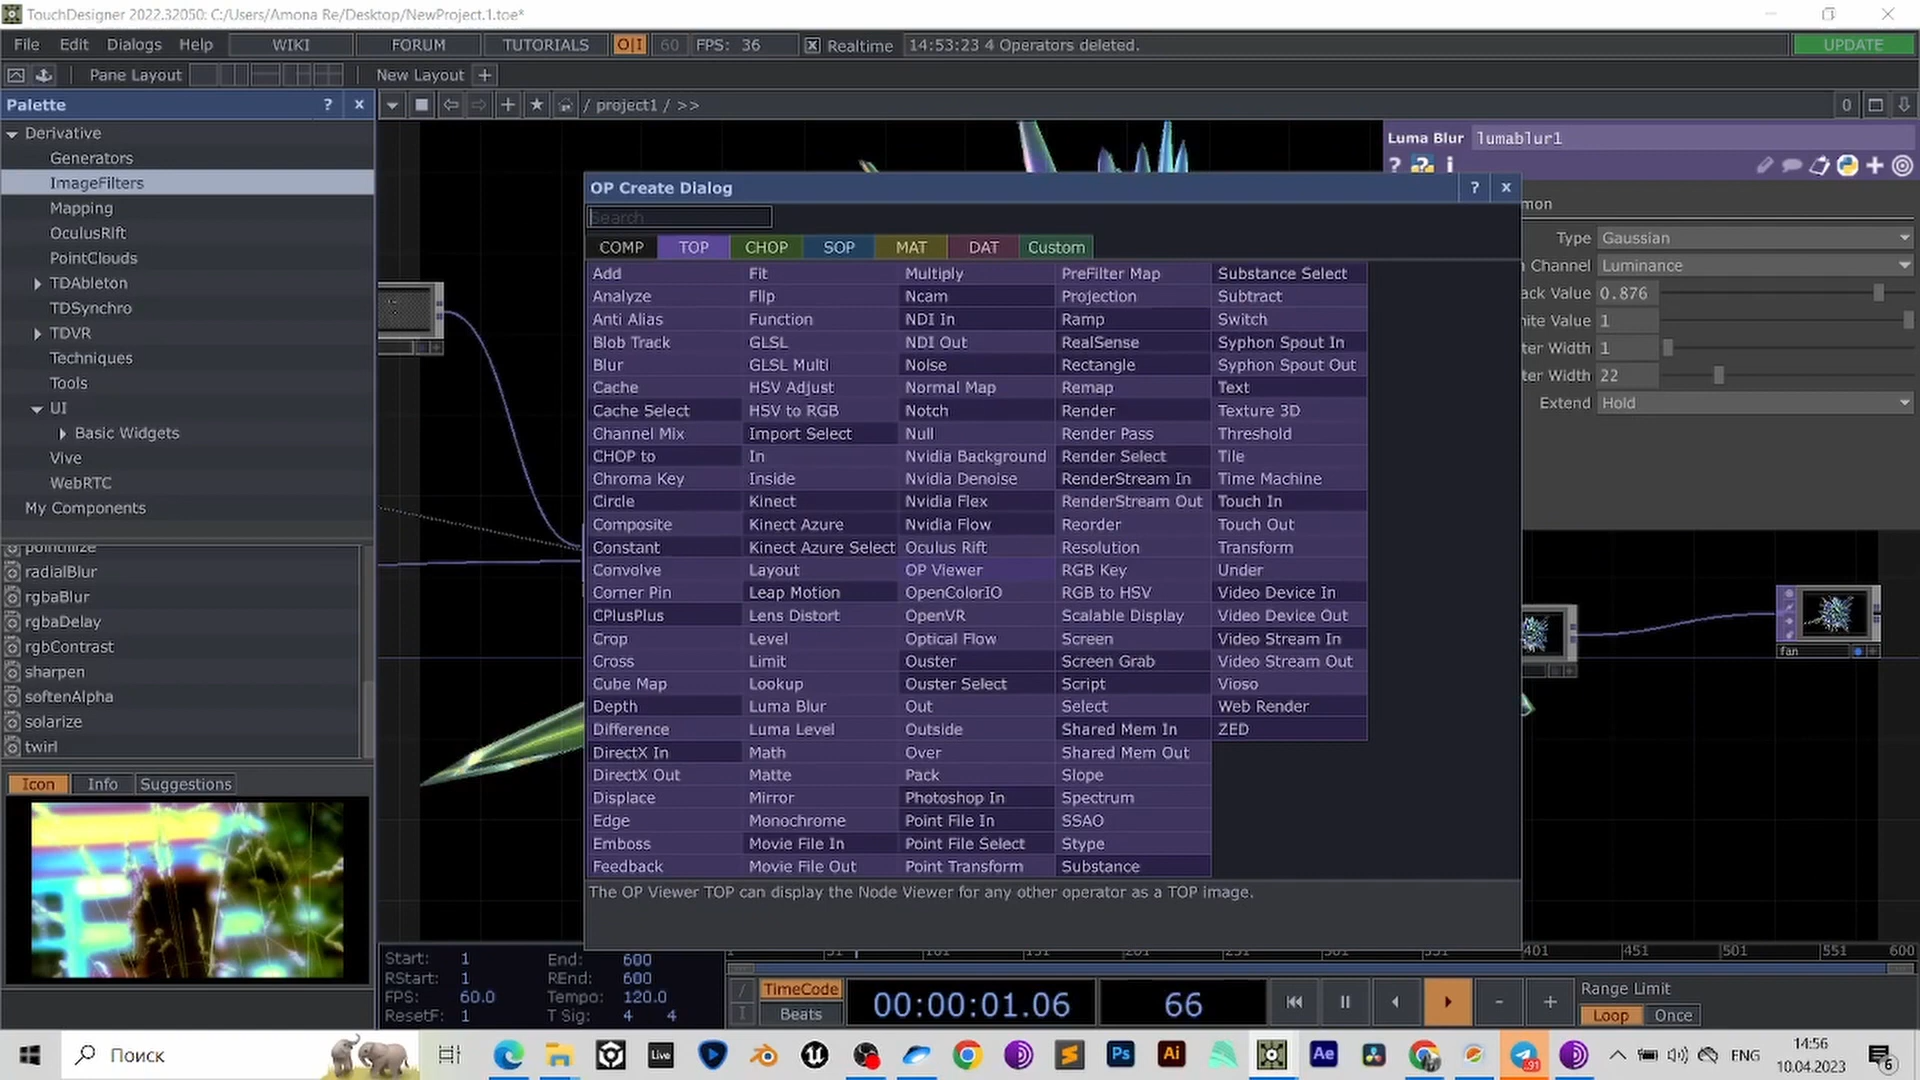 TouchDesigner 2022.32050: C:/Users/Amona Re/Desktop/NewProject.1.toe*
File Edit Dialogs Help WIKI FORUM TUTORIALS O|I 60 FPS: 36 Realtime 14:53:23 4 Operators deleted. UPDATE
Pane Layout New Layout +
Palette ? x / project1 / >> 0
Derivative
Generators
ImageFilters
Mapping
OculusRift
PointClouds
TDAbleton
TDSynchro
TDVR
Techniques
Tools
UI
Basic Widgets
Vive
WebRTC
My Components
pointilize
radialBlur
rgbaBlur
rgbaDelay
rgbContrast
sharpen
softenAlpha
solarize
twirl
Icon Info Suggestions
Luma Blur lumablur1
mon
Type Gaussian
Channel Luminance
ack Value 0.876
ite Value 1
ter Width 1
ter Width 22
Extend Hold
OP Create Dialog ? x
Search
COMP TOP CHOP SOP MAT DAT Custom
Add Fit Multiply PreFilter Map Substance Select
Analyze Flip Ncam Projection Subtract
Anti Alias Function NDI In Ramp Switch
Blob Track GLSL NDI Out RealSense Syphon Spout In
Blur GLSL Multi Noise Rectangle Syphon Spout Out
Cache HSV Adjust Normal Map Remap Text
Cache Select HSV to RGB Notch Render Texture 3D
Channel Mix Import Select Null Render Pass Threshold
CHOP to In Nvidia Background Render Select Tile
Chroma Key Inside Nvidia Denoise RenderStream In Time Machine
Circle Kinect Nvidia Flex RenderStream Out Touch In
Composite Kinect Azure Nvidia Flow Reorder Touch Out
Constant Kinect Azure Select Oculus Rift Resolution Transform
Convolve Layout OP Viewer RGB Key Under
Corner Pin Leap Motion OpenColorIO RGB to HSV Video Device In
CPlusPlus Lens Distort OpenVR Scalable Display Video Device Out
Crop Level Optical Flow Screen Video Stream In
Cross Limit Ouster Screen Grab Video Stream Out
Cube Map Lookup Ouster Select Script Vioso
Depth Luma Blur Out Select Web Render
Difference Luma Level Outside Shared Mem In ZED
DirectX In Math Over Shared Mem Out
DirectX Out Matte Pack Slope
Displace Mirror Photoshop In Spectrum
Edge Monochrome Point File In SSAO
Emboss Movie File In Point File Select Stype
Feedback Movie File Out Point Transform Substance
The OP Viewer TOP can display the Node Viewer for any other operator as a TOP image.
fan
Start: 1 End: 600
RStart: 1 REnd: 600
FPS: 60.0 Tempo: 120.0
ResetF: 1 T Sig: 4 4
401 451 501 551 600
TimeCode
Beats
00:00:01.06 66
- +
Range Limit
Loop Once
Поиск
Live
Ps Ai Ae
91
ENG
14:56
10.04.2023
6